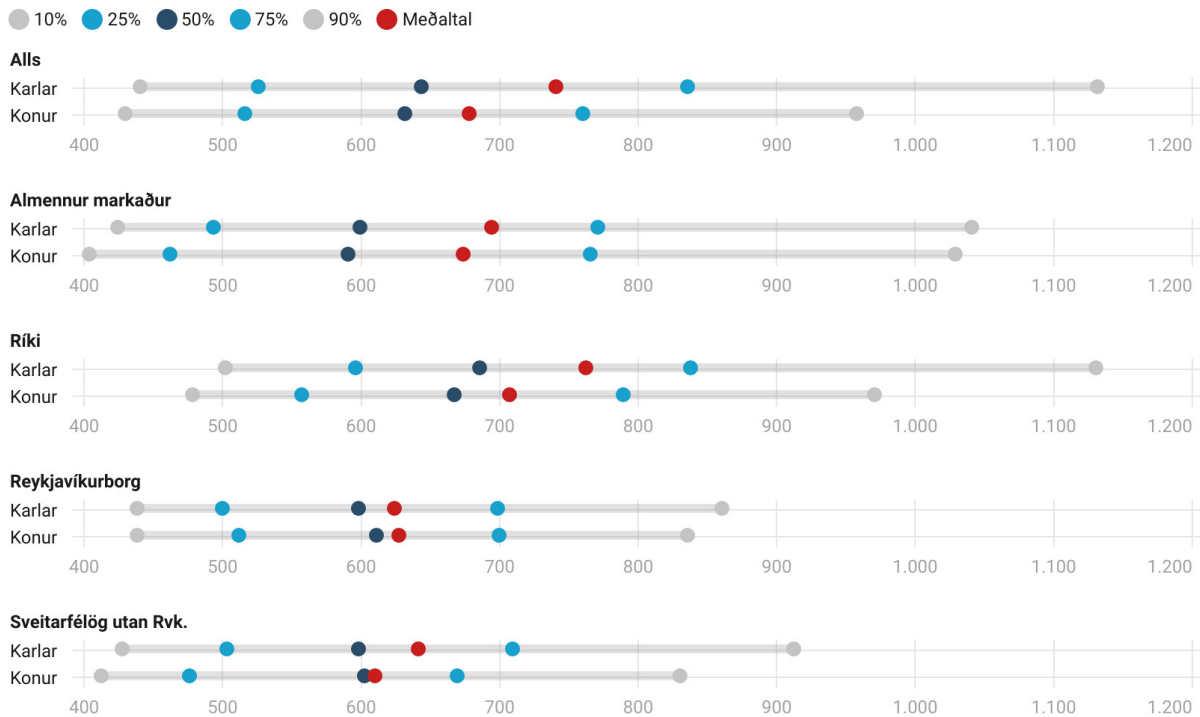 10% 25% 50% 75% 90% Meðaltal
Alls
Karlar
Konur
400 500 600 700 800 900 1.000 1.100 1.200
Almennur markaður
Karlar
Konur
400 500 600 700 800 900 1.000 1.100 1.200
Ríki
Karlar
Konur
400 500 600 700 800 900 1.000 1.100 1.200
Reykjavíkurborg
Karlar
Konur
400 500 600 700 800 900 1.000 1.100 1.200
Sveitarfélög utan Rvk.
Karlar
Konur
400 500 600 700 800 900 1.000 1.100 1.200